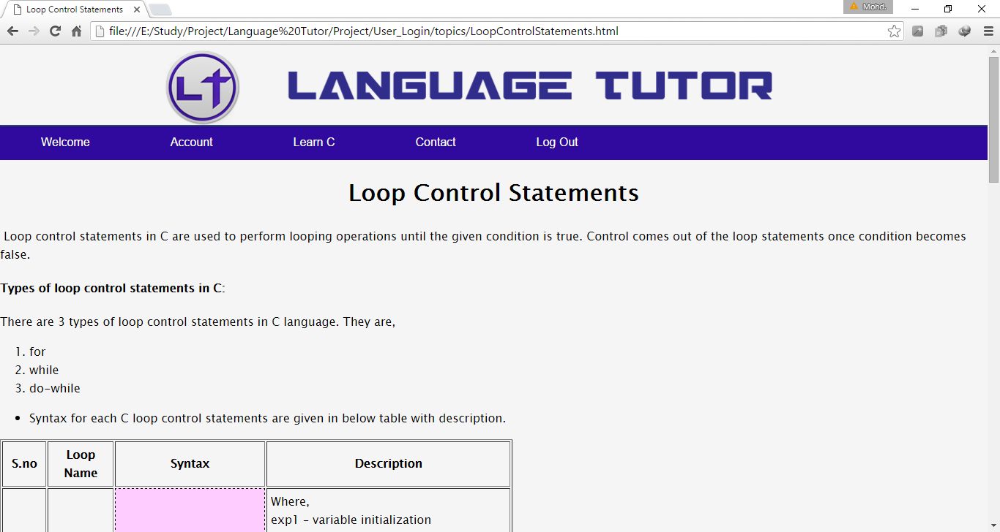 Loop Control Statements
Mohd.
file:///E:/Study/Project/Language%20Tutor/Project/User_Login/topics/LoopControlStatements.html
LT LANGUAGE TUTOR
Welcome Account Learn C Contact Log Out
Loop Control Statements
Loop control statements in C are used to perform looping operations until the given condition is true. Control comes out of the loop statements once condition becomes
false.
Types of loop control statements in C:
There are 3 types of loop control statements in C language. They are,
1. for
2. while
3. do-while
• Syntax for each C loop control statements are given in below table with description.
S.no Loop Name Syntax Description
Where,
exp1 – variable initialization